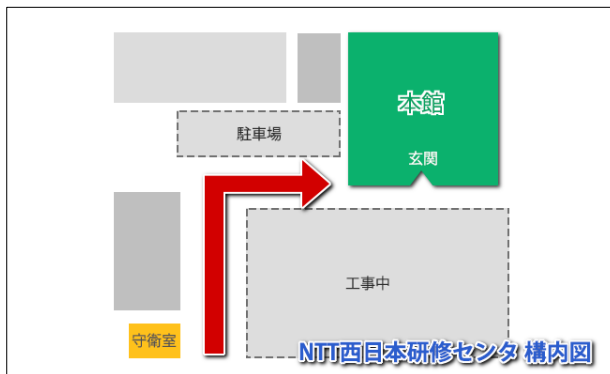 本館
駐車場
玄関
工事中
守衛室
NTT西日本研修センタ 構内図